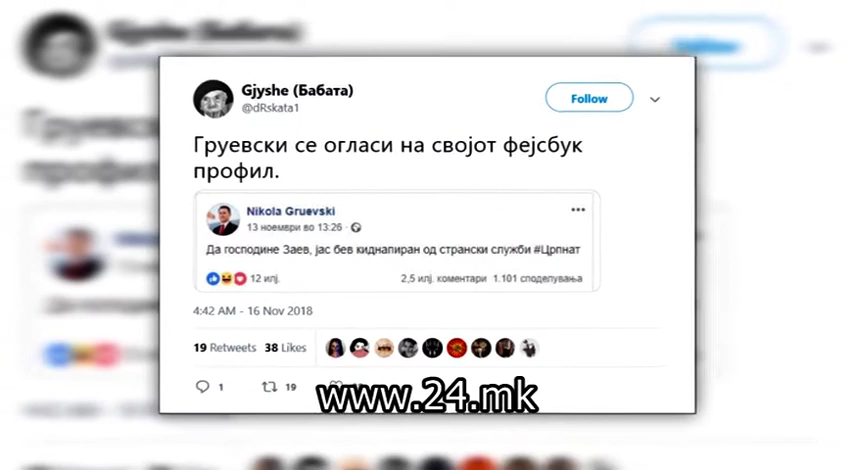 Gjyshe (Бабата)
@dRskata1
Follow
Груевски се огласи на својот фејсбук
профил.
Nikola Gruevski
13 ноември во 13:26 ·
Да господине Заев, јас бев киднапиран од странски служби #Црпнат
12 илј.
2,5 илј. коментари 1.101 споделувања
4:42 AM - 16 Nov 2018
19 Retweets 38 Likes
1 19
www.24.mk